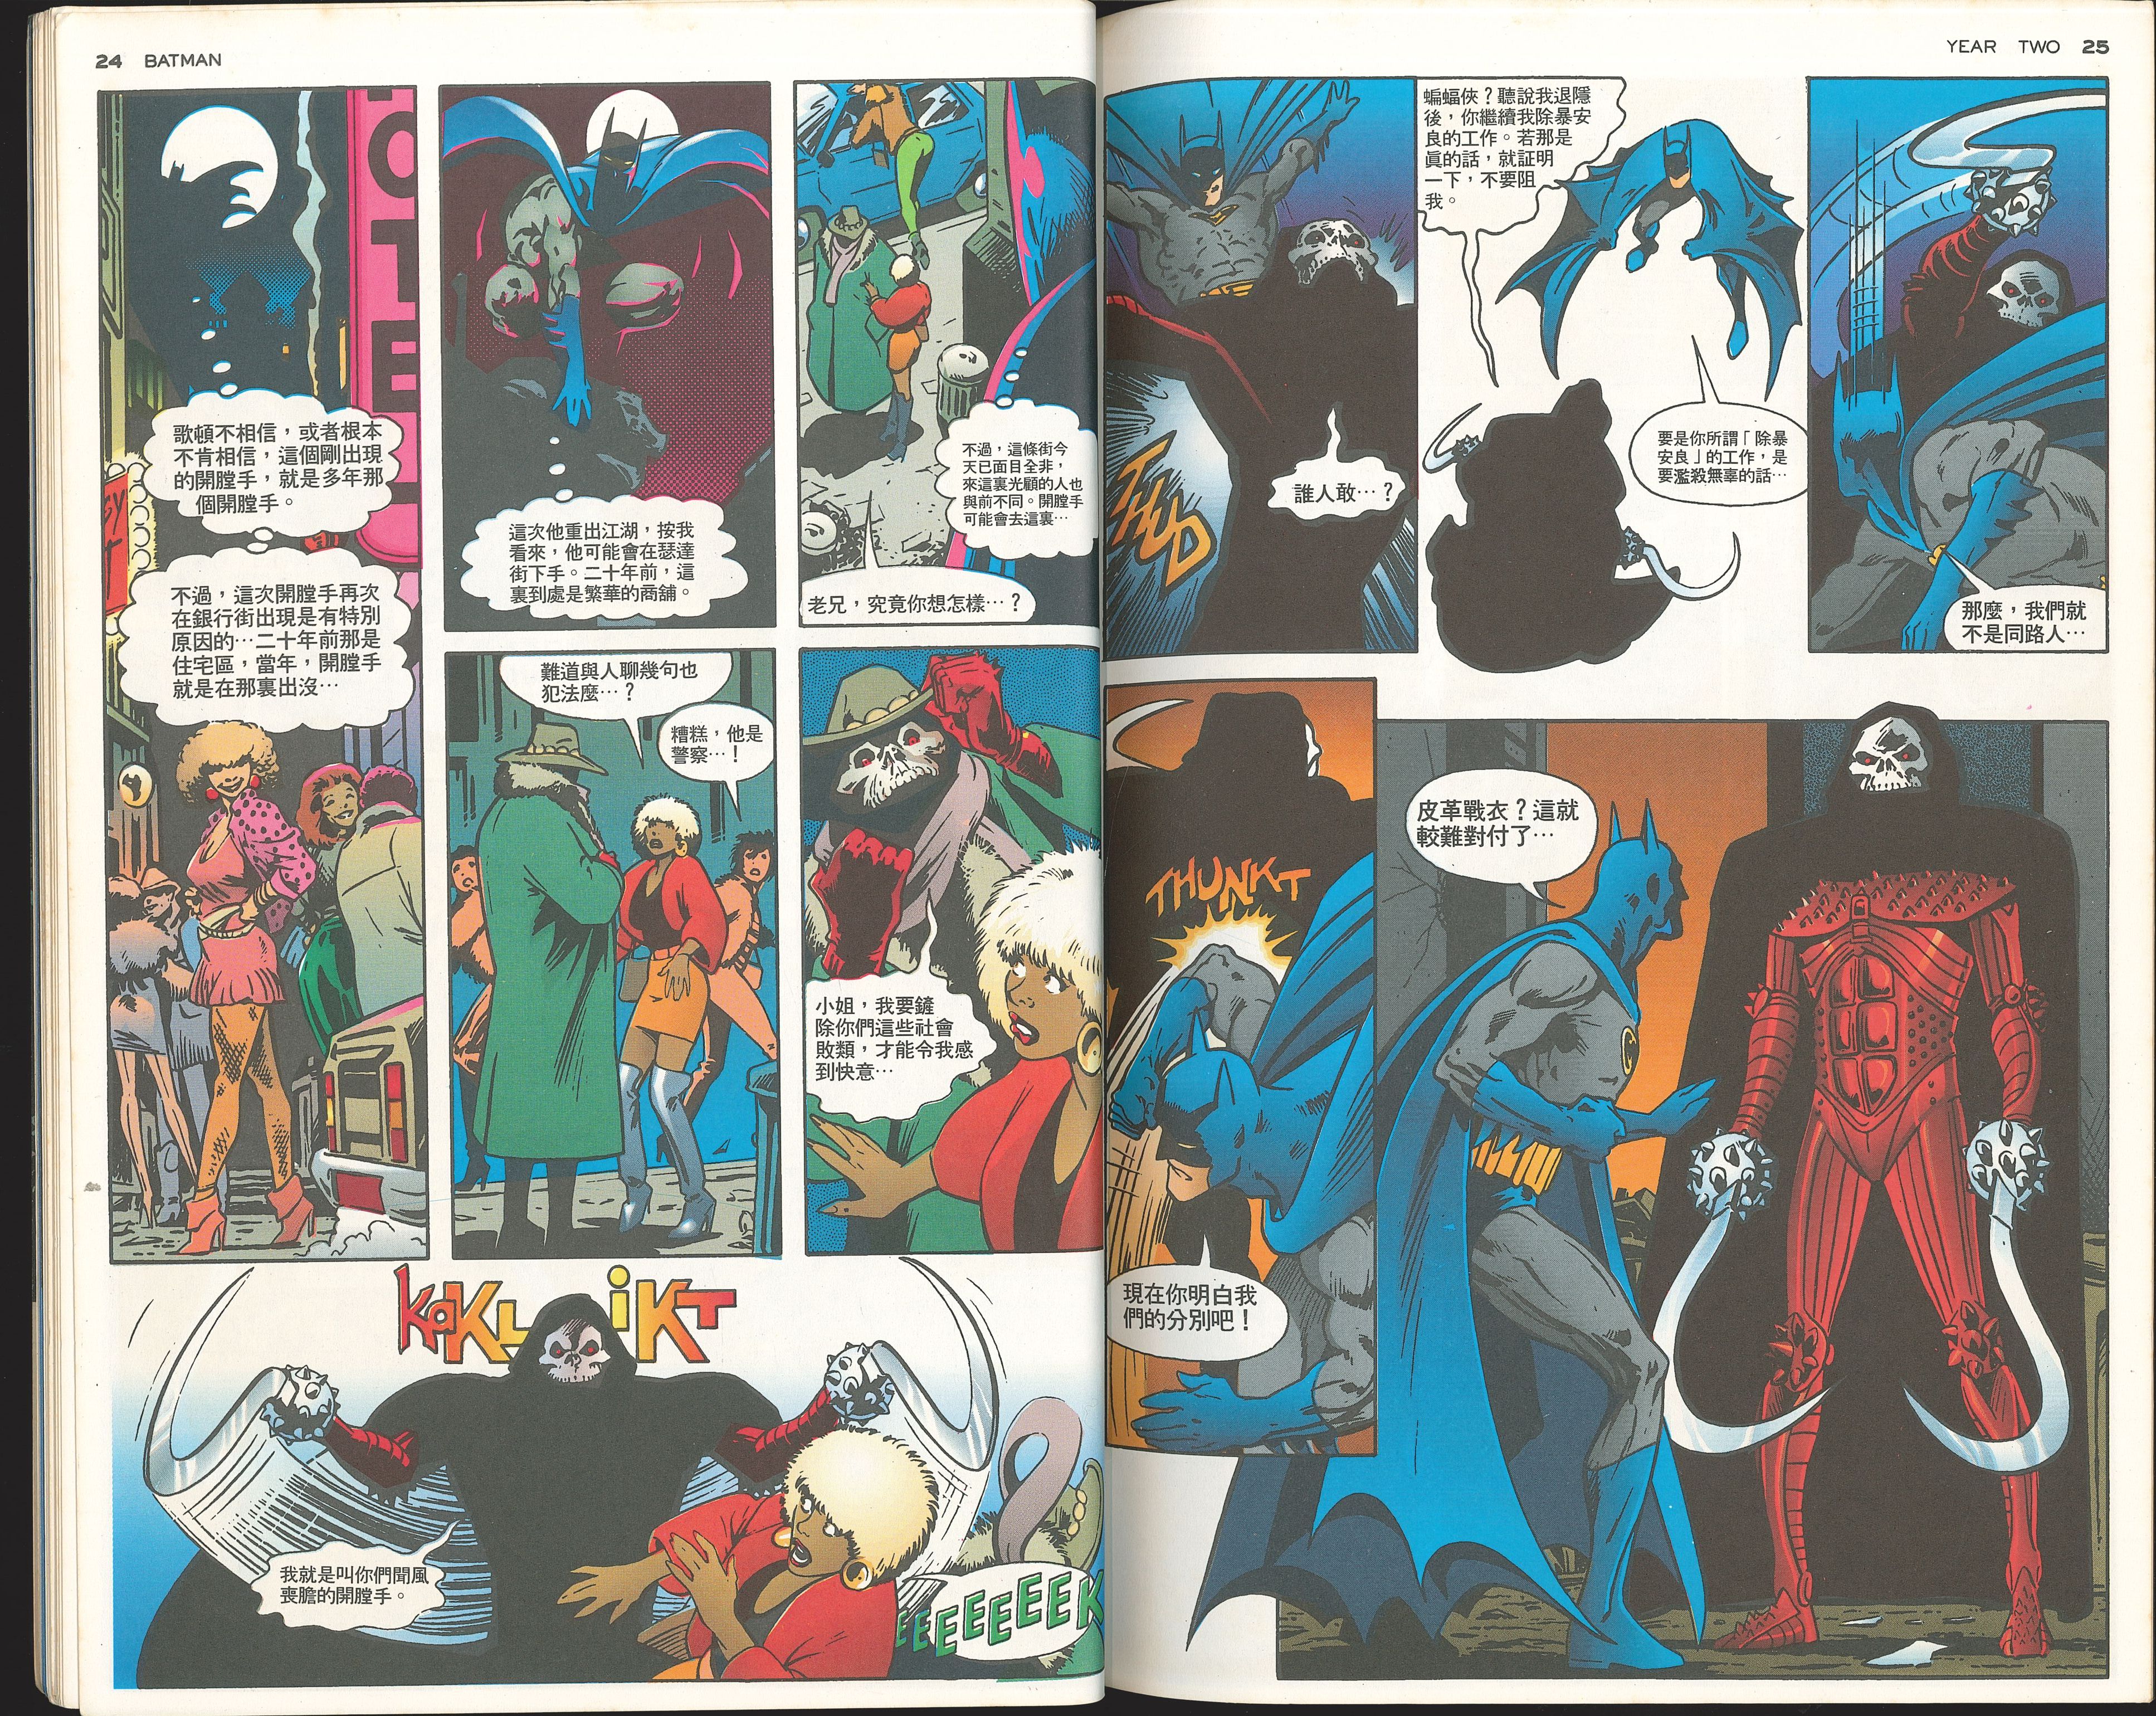 24 BATMAN
OTEL
歌頓不相信，或者根本
不肯相信，這個剛出現
的開膛手，就是多年那
個開膛手。
不過，這次開膛手再次
在銀行街出現是有特別
原因的…二十年前那是
住宅區，當年，開膛手
就是在那裏出沒…
這次他重出江湖，按我
看來，他可能會在瑟達
街下手。二十年前，這
裏到處是繁華的商舖。
不過，這條街今
天已面目全非，
來這裏光顧的人也
與前不同。開膛手
可能會去這裏…
老兄，究竟你想怎樣…？
難道與人聊幾句也
犯法麼…？
糟糕，他是
警察…！
小姐，我要鏟
除你們這些社會
敗類，才能令我感
到快意…
我就是叫你們聞風
喪膽的開膛手。
EEEEEEEEK
YEAR TWO 25
THUD
誰人敢…？
蝙蝠俠？聽說我退隱
後，你繼續我除暴安
良的工作。若那是
眞的話，就証明
一下，不要阻
我。
要是你所謂「除暴
安良」的工作，是
要濫殺無辜的話…
那麼，我們就
不是同路人…
THUNKT
現在你明白我
們的分別吧！
皮革戰衣？這就
較難對付了…